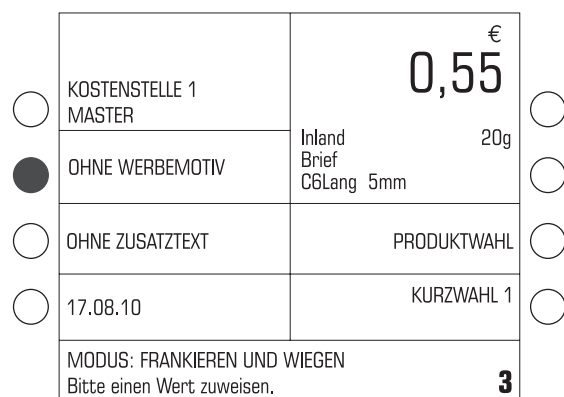 KOSTENSTELLE 1
MASTER
OHNE WERBEMOTIV
OHNE ZUSATZTEXT
17.08.10
€
0,55
Inland 20g
Brief
C6Lang 5mm
PRODUKTWAHL
KURZWAHL 1
MODUS: FRANKIEREN UND WIEGEN
Bitte einen Wert zuweisen.
3